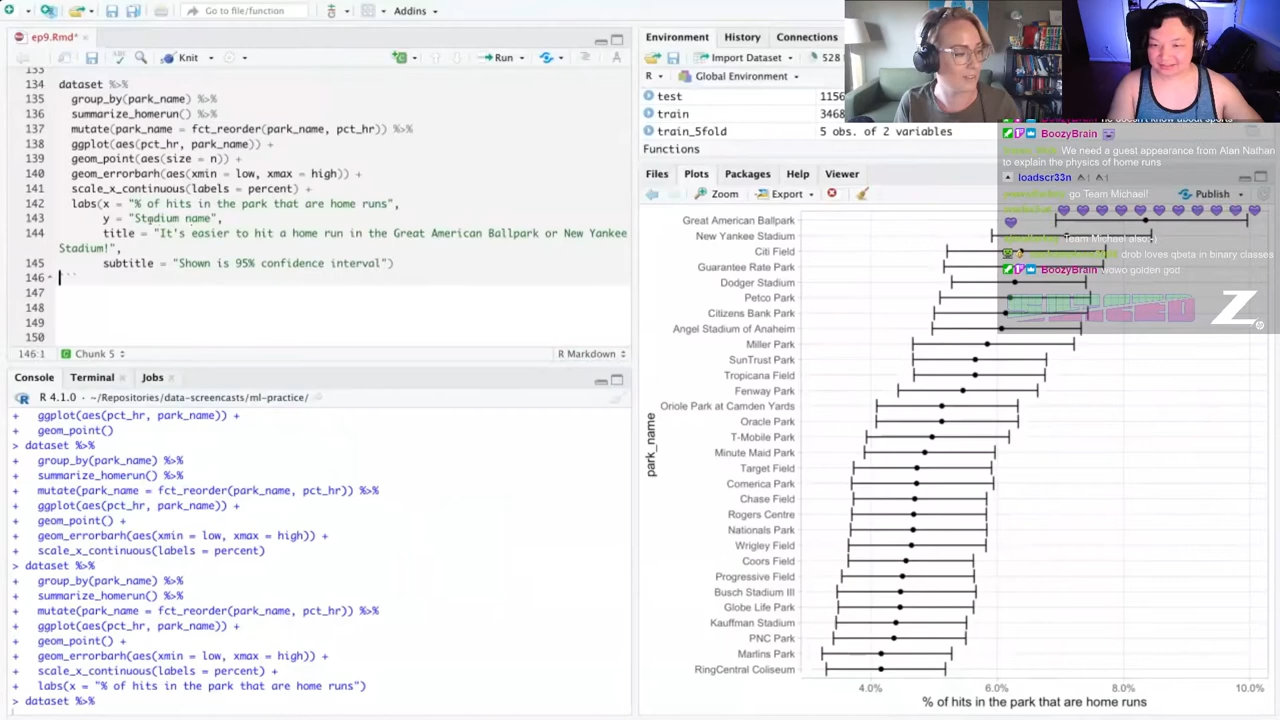 Go to file/function
Addins
ep9.Rmd*
Knit
Run
133
134 dataset %>%
135 group_by(park_name) %>%
136 summarize_homerun() %>%
137 mutate(park_name = fct_reorder(park_name, pct_hr)) %>%
138 ggplot(aes(pct_hr, park_name)) +
139 geom_point(aes(size = n)) +
140 geom_errorbarh(aes(xmin = low, xmax = high)) +
141 scale_x_continuous(labels = percent) +
142 labs(x = "% of hits in the park that are home runs",
143 y = "Stadium name",
144 title = "It's easier to hit a home run in the Great American Ballpark or New Yankee
Stadium!",
145 subtitle = "Shown is 95% confidence interval")
146 ```
147
148
149
150
146:1 Chunk 5 R Markdown
Console Terminal Jobs
R 4.1.0 · ~/Repositories/data-screencasts/ml-practice/
+ ggplot(aes(pct_hr, park_name)) +
+ geom_point()
> dataset %>%
+ group_by(park_name) %>%
+ summarize_homerun() %>%
+ mutate(park_name = fct_reorder(park_name, pct_hr)) %>%
+ ggplot(aes(pct_hr, park_name)) +
+ geom_point() +
+ geom_errorbarh(aes(xmin = low, xmax = high)) +
+ scale_x_continuous(labels = percent)
> dataset %>%
+ group_by(park_name) %>%
+ summarize_homerun() %>%
+ mutate(park_name = fct_reorder(park_name, pct_hr)) %>%
+ ggplot(aes(pct_hr, park_name)) +
+ geom_point() +
+ geom_errorbarh(aes(xmin = low, xmax = high)) +
+ scale_x_continuous(labels = percent) +
+ labs(x = "% of hits in the park that are home runs")
> dataset %>%
Environment History Connections
Import Dataset 528
R Global Environment
test 1156
train 3468
train_5fold 5 obs. of 2 variables
Functions
Files Plots Packages Help Viewer
Zoom Export Publish
BoozyBrain he doesn't know about sports
BoozyBrain
We need a guest appearance from Alan Nathan
to explain the physics of home runs
loadscr33n
go Team Michael!
Team Michael also :)
drob loves qbeta in binary classes
BoozyBrain wowo golden god
SLICED Z
Great American Ballpark
New Yankee Stadium
Citi Field
Guarantee Rate Park
Dodger Stadium
Petco Park
Citizens Bank Park
Angel Stadium of Anaheim
Miller Park
SunTrust Park
Tropicana Field
Fenway Park
Oriole Park at Camden Yards
Oracle Park
T-Mobile Park
Minute Maid Park
Target Field
Comerica Park
Chase Field
Rogers Centre
Nationals Park
Wrigley Field
Coors Field
Progressive Field
Busch Stadium III
Globe Life Park
Kauffman Stadium
PNC Park
Marlins Park
RingCentral Coliseum
park_name
4.0% 6.0% 8.0% 10.0%
% of hits in the park that are home runs